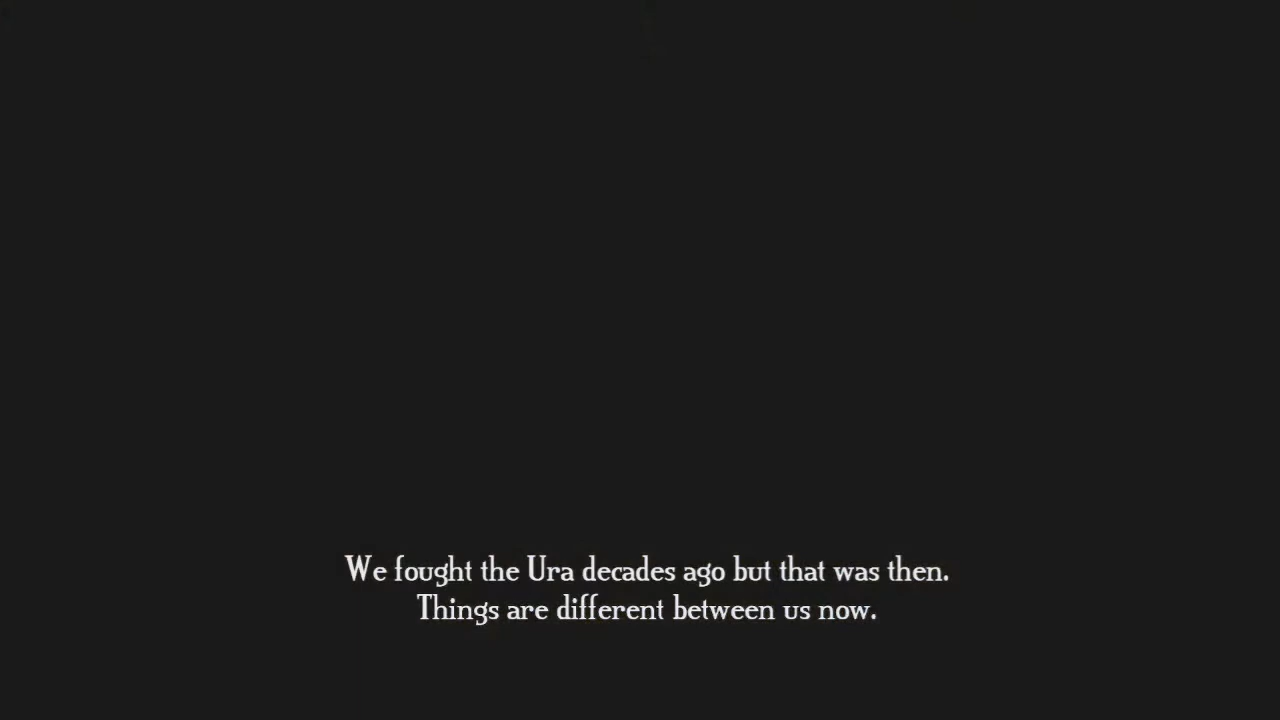 We fought the Ura decades ago but that was then.
Things are different between us now.